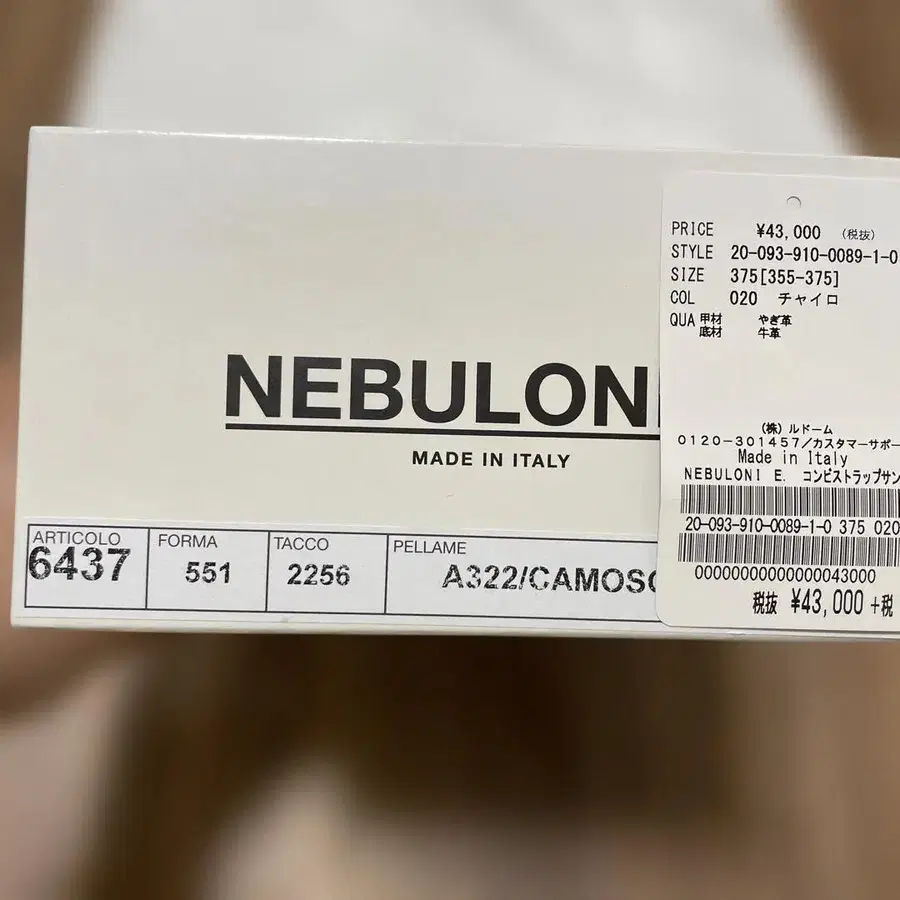 NEBULONI
MADE IN ITALY
ARTICOLO
6437
FORMA
551
TACCO
2256
PELLAME
A322/CAMOSC
PRICE ¥43,000 (税抜)
STYLE 20-093-910-0089-1-0
SIZE 375[355-375]
COL 020 チャイロ
QUA 甲材 やぎ革
底材 牛革
(株)ルドーム
0120-301457/カスタマーサポー
Made in Italy
NEBULONI E. コンビストラップサン
20-093-910-0089-1-0 375 020
00000000000000043000
税抜 ¥43,000+税